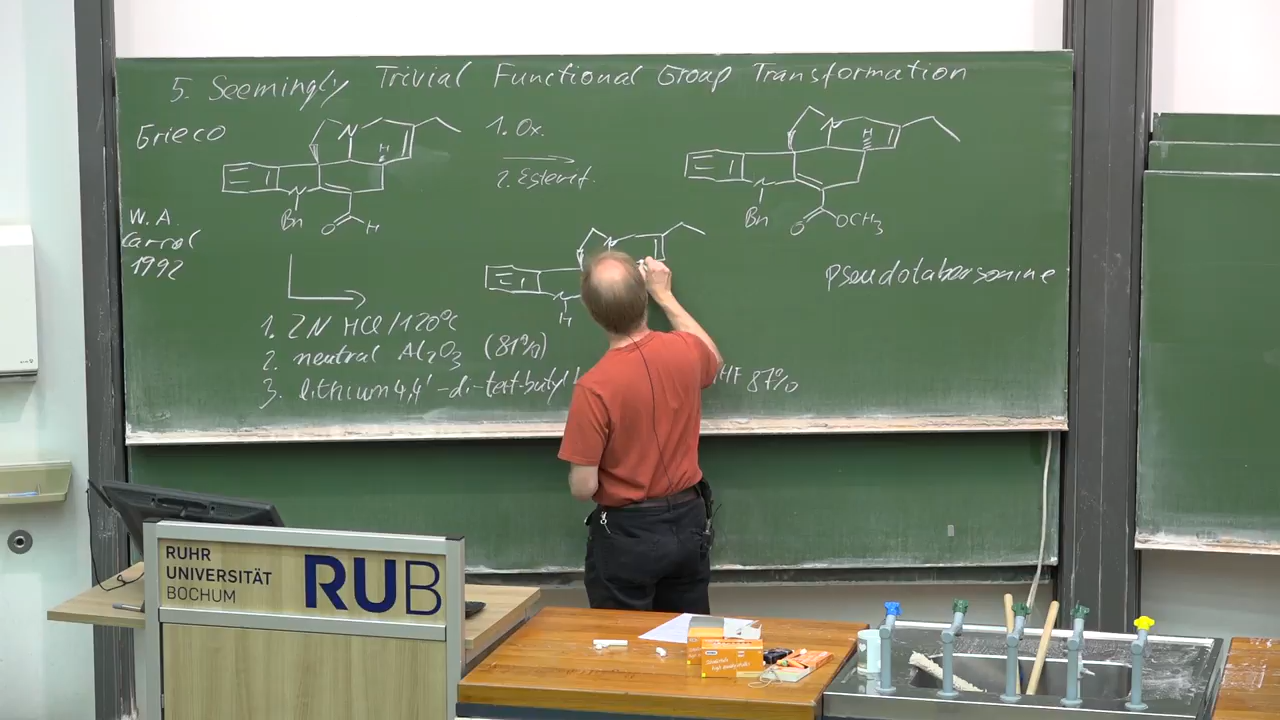 5. Seemingly Trivial Functional Group Transformation
Grieco
W. A.
Carrol
1992
N
H
N
Bn
O
H
1. Ox.
2. Esterif.
N
H
N
Bn
O
OCH3
pseudotabersonine
H
1. 2N HCl/120°C
2. neutral Al2O3 (81%)
3. lithium 4,4'-di-tert-butyl
HF 87%
RUHR
UNIVERSITÄT
BOCHUM
RUB